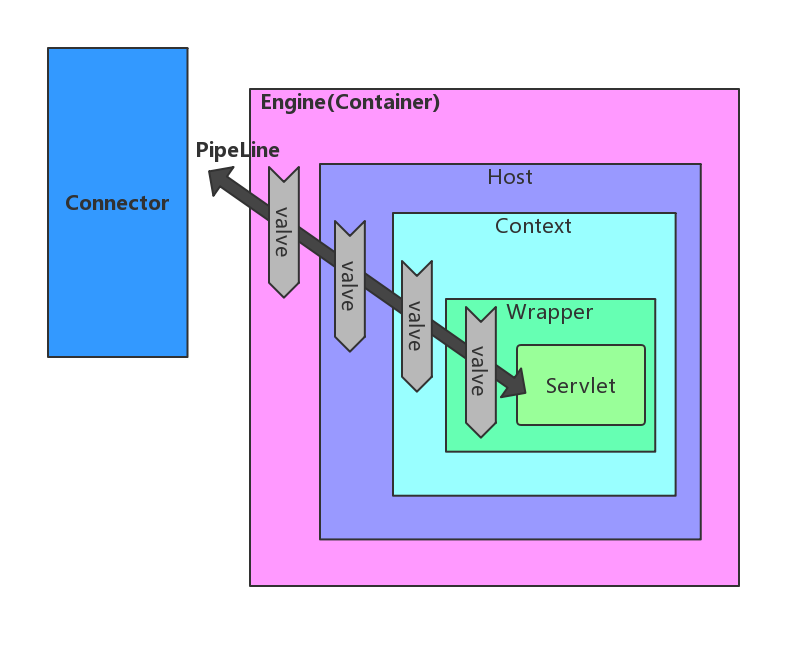 Engine(Container)
PipeLine
Connector
Host
Context
Wrapper
Servlet
valve
valve
valve
valve